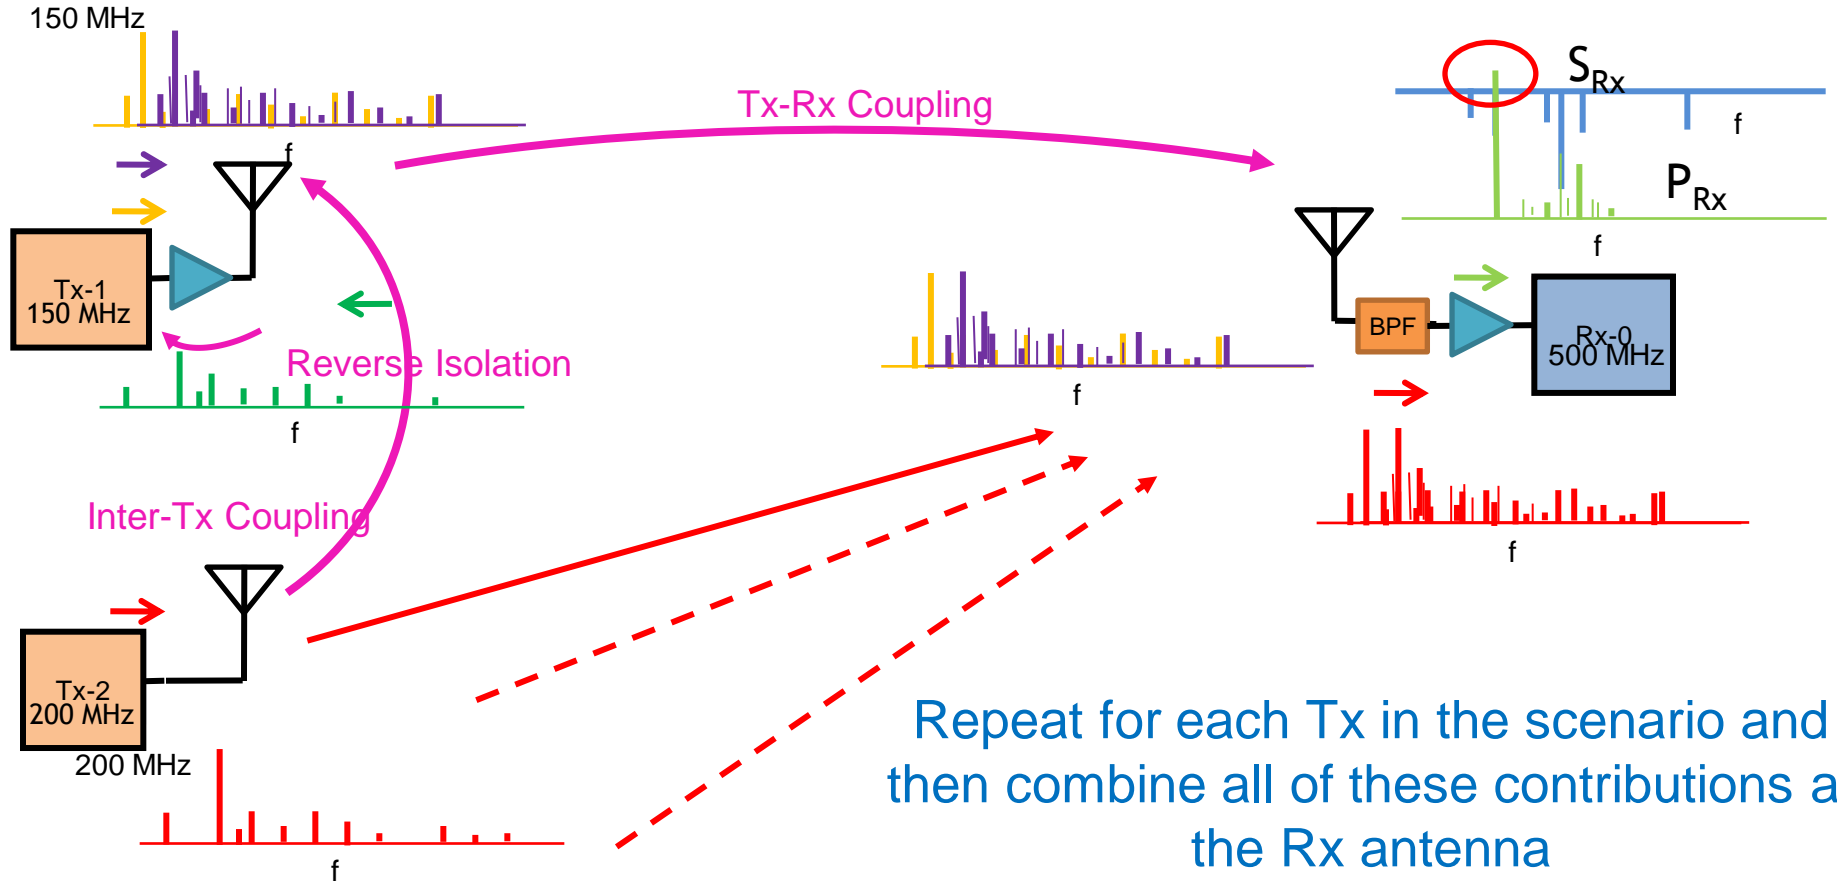 150 MHz
Tx-Rx Coupling
S_Rx
f
f
P_Rx
f
Tx-1
150 MHz
BPF
Rx-0
500 MHz
Reverse Isolation
f
f
Inter-Tx Coupling
f
Tx-2
200 MHz
200 MHz
f
Repeat for each Tx in the scenario and
then combine all of these contributions a
the Rx antenna